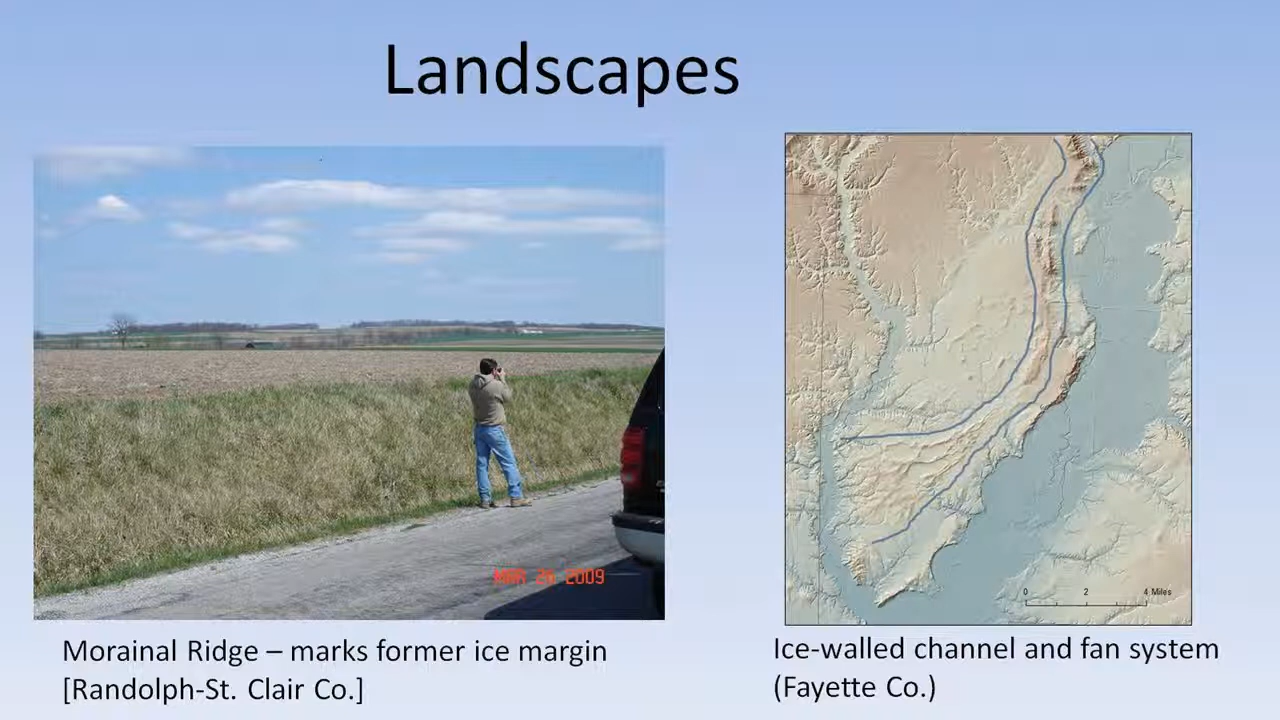 Landscapes
MAR 26 2009
0 2 4 Miles
Morainal Ridge – marks former ice margin
[Randolph-St. Clair Co.]
Ice-walled channel and fan system
(Fayette Co.)